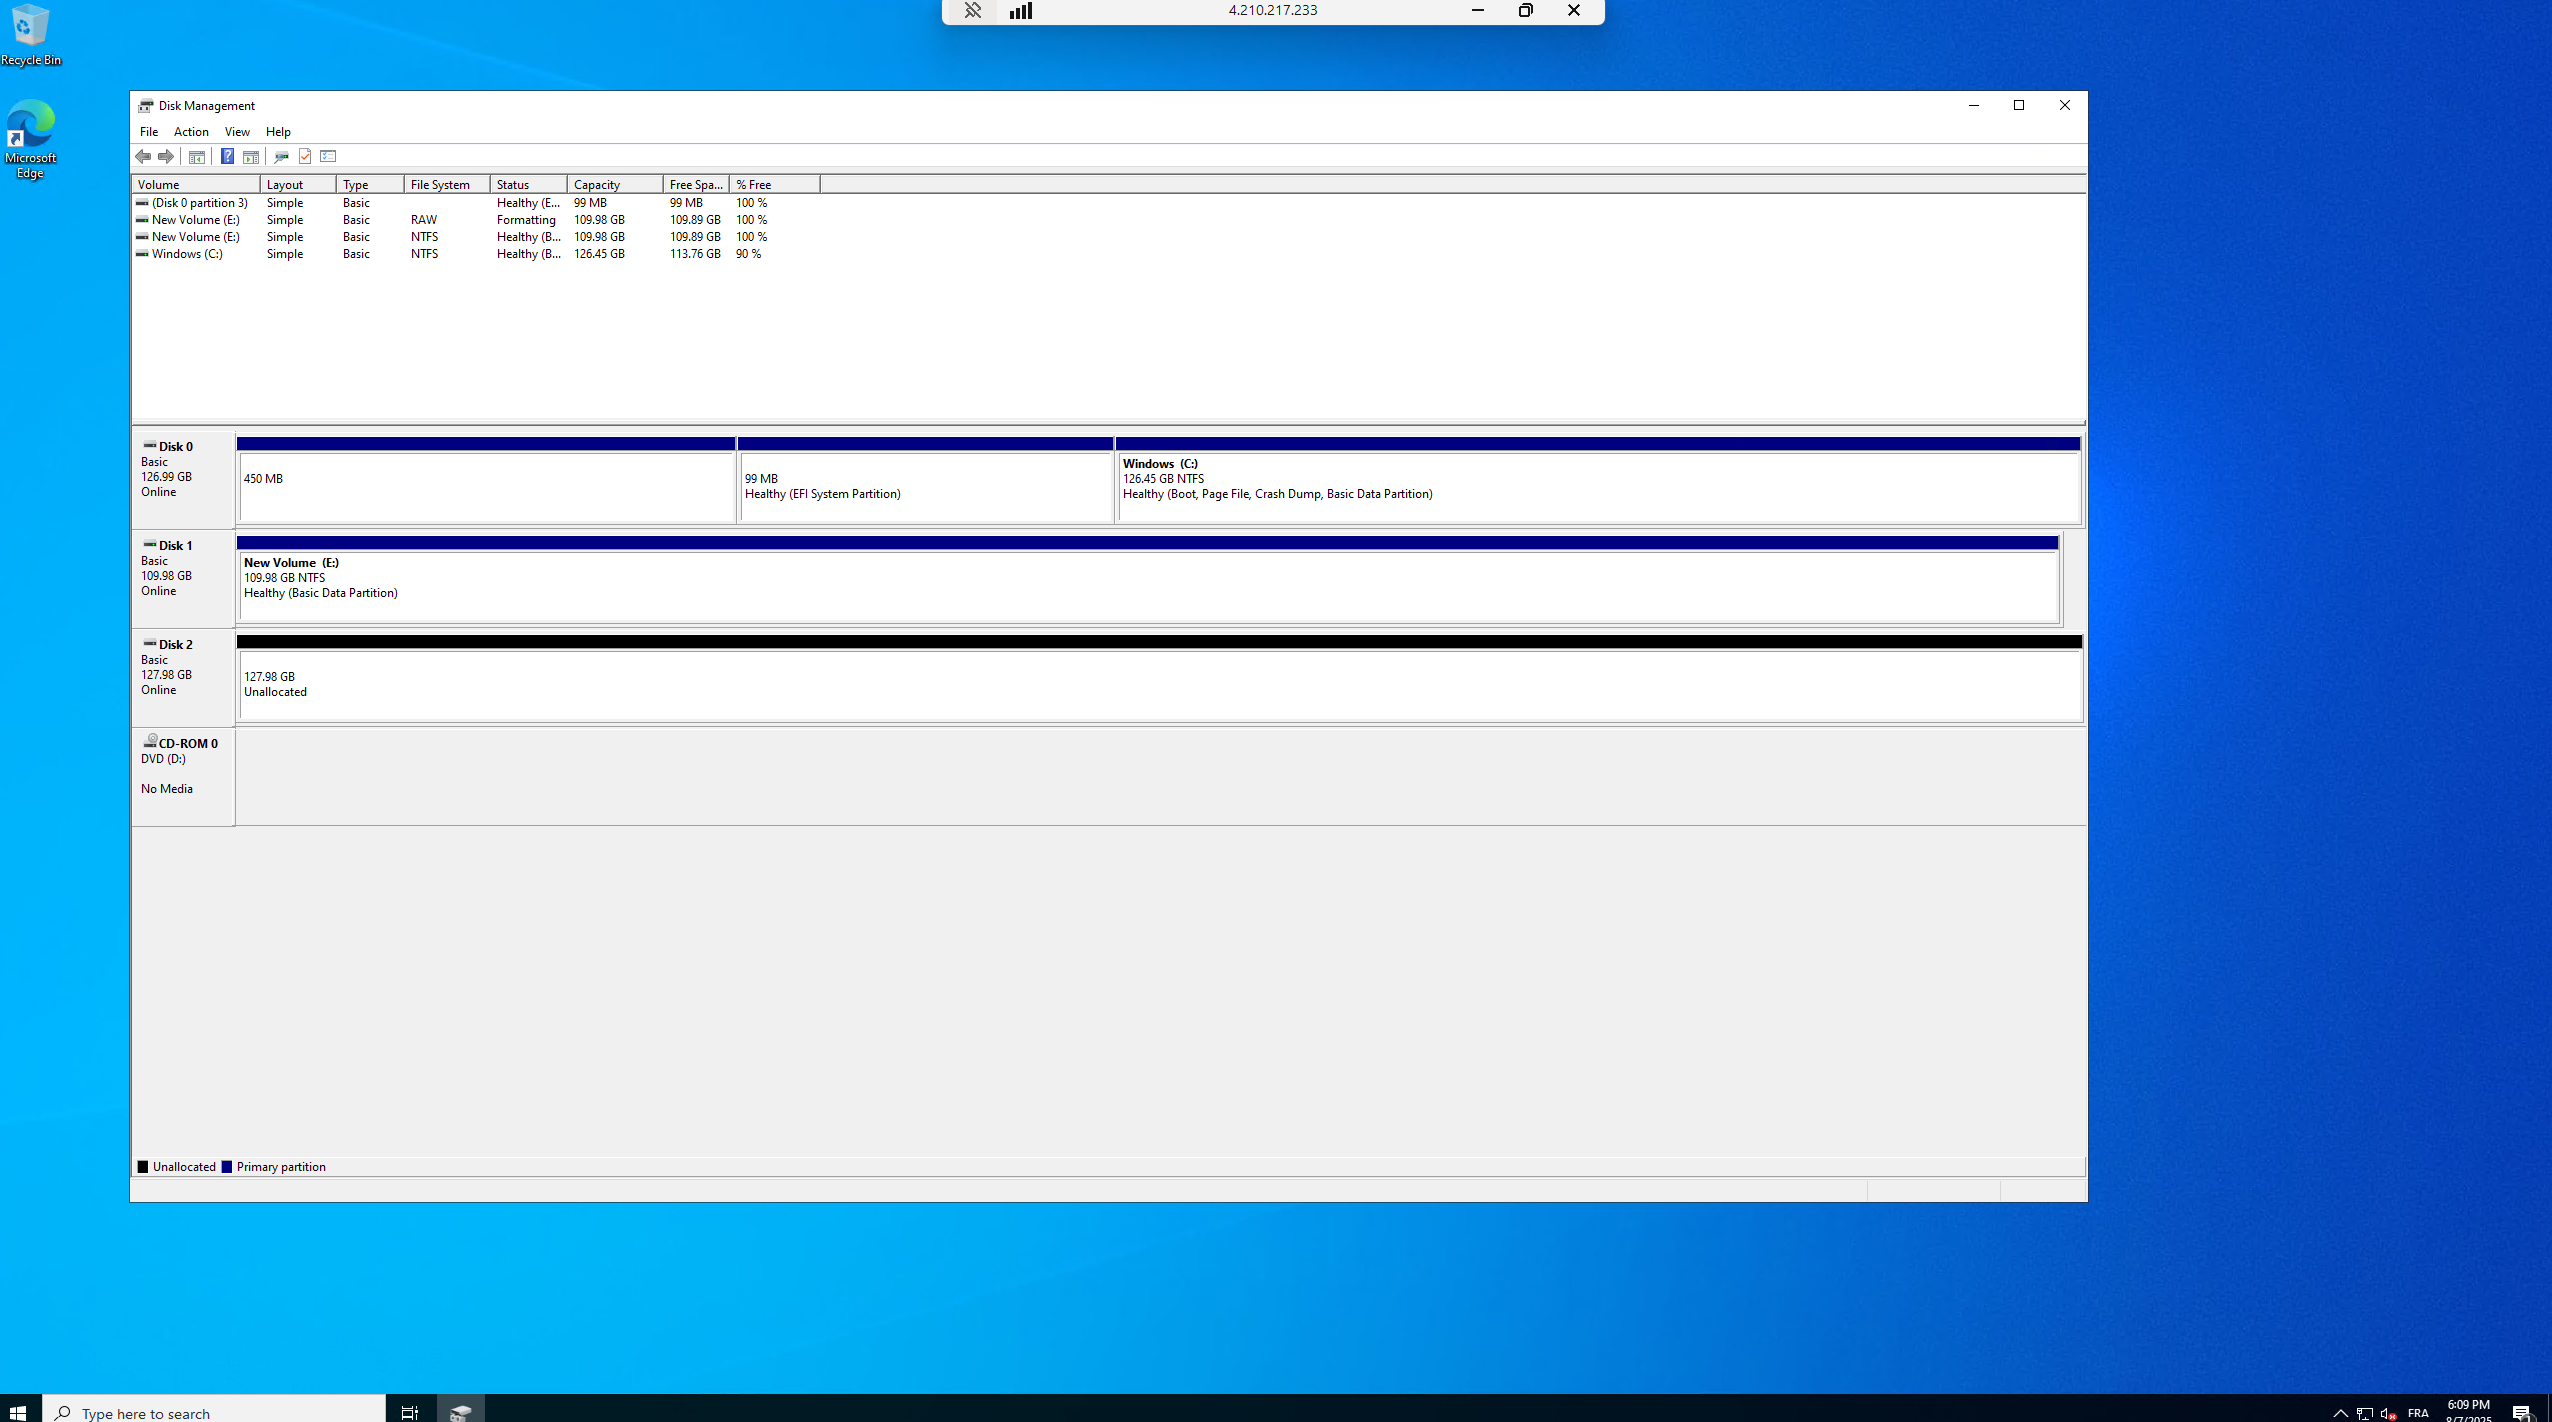 Recycle Bin
Microsoft
Edge
4.210.217.233
Disk Management
File Action View Help
Volume Layout Type File System Status Capacity Free Spa... % Free
(Disk 0 partition 3) Simple Basic Healthy (E... 99 MB 99 MB 100 %
New Volume (E:) Simple Basic RAW Formatting 109.98 GB 109.89 GB 100 %
New Volume (E:) Simple Basic NTFS Healthy (B... 109.98 GB 109.89 GB 100 %
Windows (C:) Simple Basic NTFS Healthy (B... 126.45 GB 113.76 GB 90 %
Disk 0
Basic
126.99 GB
Online
450 MB
99 MB
Healthy (EFI System Partition)
Windows (C:)
126.45 GB NTFS
Healthy (Boot, Page File, Crash Dump, Basic Data Partition)
Disk 1
Basic
109.98 GB
Online
New Volume (E:)
109.98 GB NTFS
Healthy (Basic Data Partition)
Disk 2
Basic
127.98 GB
Online
127.98 GB
Unallocated
CD-ROM 0
DVD (D:)
No Media
Unallocated Primary partition
Type here to search
FRA
6:09 PM
8/7/2025